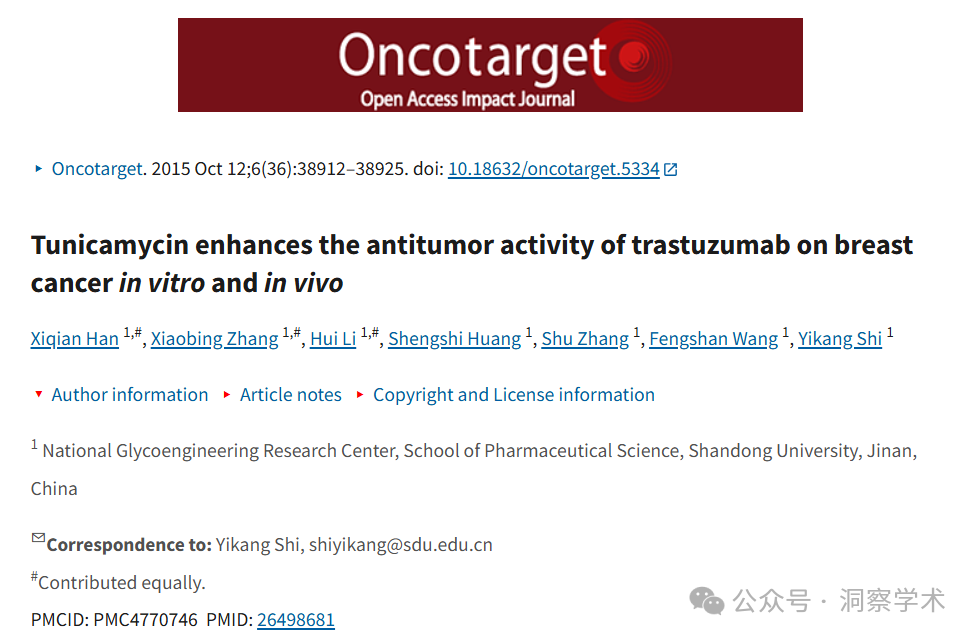 Oncotarget
Open Access Impact Journal
Oncotarget. 2015 Oct 12;6(36):38912–38925. doi: 10.18632/oncotarget.5334
Tunicamycin enhances the antitumor activity of trastuzumab on breast
cancer in vitro and in vivo
Xiqian Han 1,#, Xiaobing Zhang 1,#, Hui Li 1,#, Shengshi Huang 1, Shu Zhang 1, Fengshan Wang 1, Yikang Shi 1
Author information Article notes Copyright and License information
1 National Glycoengineering Research Center, School of Pharmaceutical Science, Shandong University, Jinan,
China
Correspondence to: Yikang Shi, shiyikang@sdu.edu.cn
#Contributed equally.
PMCID: PMC4770746 PMID: 26498681
公众号 · 洞察学术